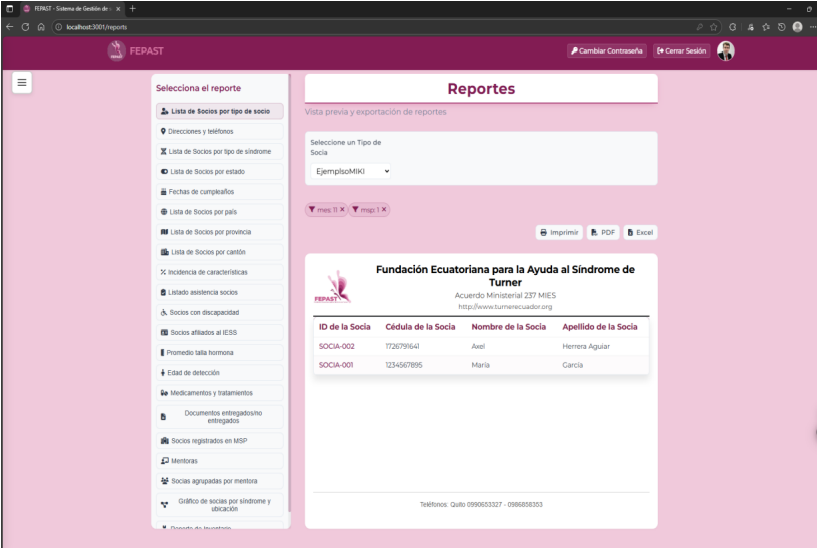 FEPAST - Sistema de Gestión de S
localhost:3001/reports
FEPAST
Cambiar Contraseña
Cerrar Sesión
Selecciona el reporte
Lista de Socios por tipo de socio
Direcciones y teléfonos
Lista de Socios por tipo de síndrome
Lista de Socios por estado
Fechas de cumpleaños
Lista de Socios por país
Lista de Socios por provincia
Lista de Socios por cantón
Incidencia de características
Listado asistencia socios
Socios con discapacidad
Socios afiliados al IESS
Promedio talla hormona
Edad de detección
Medicamentos y tratamientos
Documentos entregados/no
entregados
Socios registrados en MSP
Mentoras
Socias agrupadas por mentora
Gráfico de socias por síndrome y
ubicación
Reporte de Inventario
Reportes
Vista previa y exportación de reportes
Seleccione un Tipo de
Socia
EjemplsoMIKI
mes: 11 ×
msp: 1 ×
Imprimir
PDF
Excel
FEPAST
Fundación Ecuatoriana para la Ayuda al Síndrome de
Turner
Acuerdo Ministerial 237 MIES
http://www.turnerecuador.org
ID de la Socia Cédula de la Socia Nombre de la Socia Apellido de la Socia
SOCIA-002 1726791641 Axel Herrera Aguiar
SOCIA-001 1234567895 María García
Teléfonos: Quito 0990653327 - 0986858353